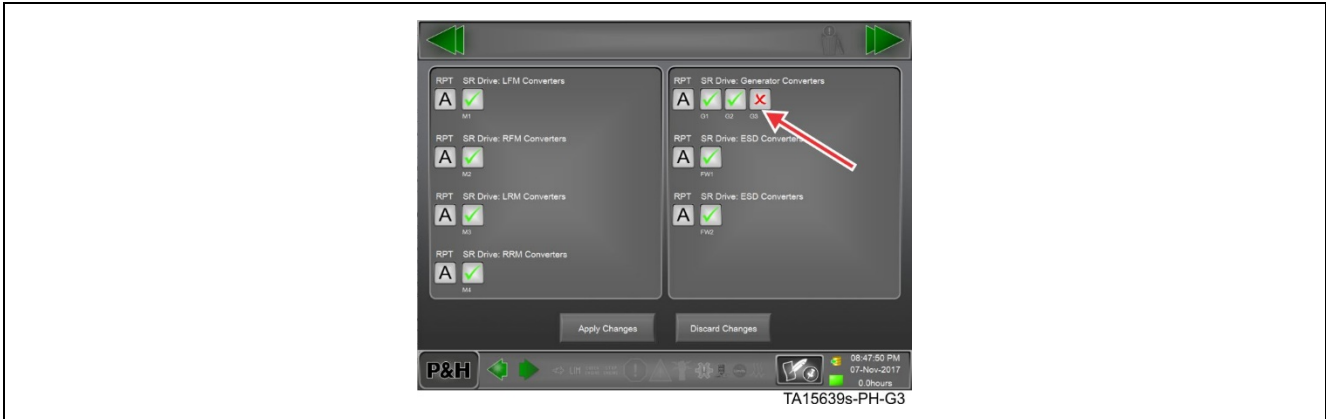 RPT SR Drive: LFM Converters
A
M1
RPT SR Drive: RFM Converters
A
M2
RPT SR Drive: LRM Converters
A
M3
RPT SR Drive: RRM Converters
A
M4
RPT SR Drive: Generator Converters
A
G1 G2 G3
RPT SR Drive: ESD Converters
A
FW1
RPT SR Drive: ESD Converters
A
FW2
Apply Changes Discard Changes
P&H
08:47:50 PM
07-Nov-2017
0.0hours
TA15639s-PH-G3